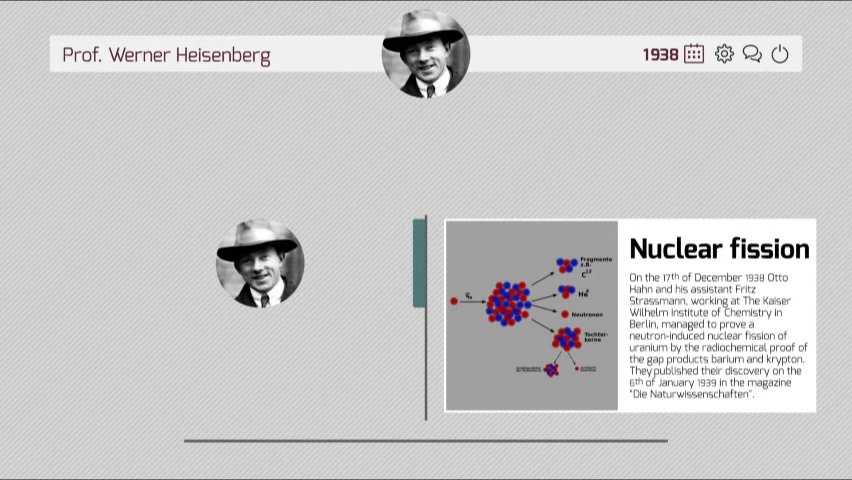 Prof. Werner Heisenberg
1938
Nuclear fission
On the 17th of December 1938 Otto
Hahn and his assistant Fritz
Strassmann, working at The Kaiser
Wilhelm Institute of Chemistry in
Berlin, managed to prove a
neutron-induced nuclear fission of
uranium by the radiochemical proof of
the gap products barium and krypton.
They published their discovery on the
6th of January 1939 in the magazine
"Die Naturwissenschaften".
Fragmente
z.B.
C12
He4
Neutronen
Tochter-
kerne